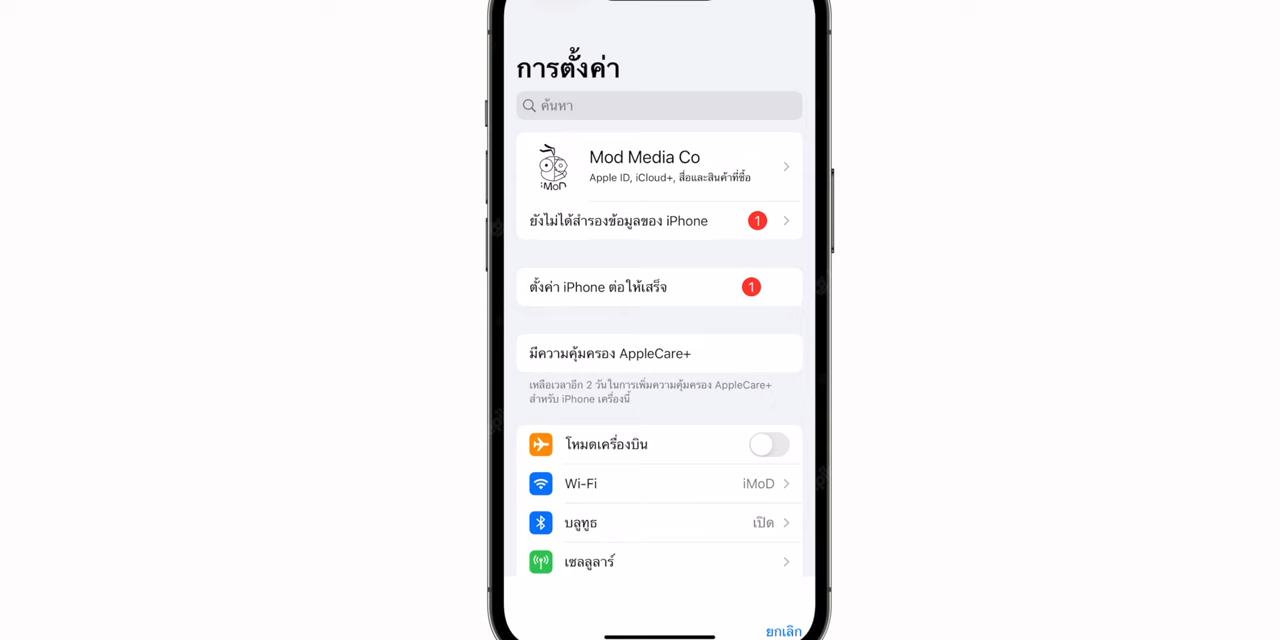 การตั้งค่า
ค้นหา
Mod Media Co
Apple ID, iCloud+, สื่อและสินค้าที่ซื้อ
iMoD
ยังไม่ได้สำรองข้อมูลของ iPhone 1
ตั้งค่า iPhone ต่อให้เสร็จ 1
มีความคุ้มครอง AppleCare+
เหลือเวลาอีก 2 วันในการเพิ่มความคุ้มครอง AppleCare+
สำหรับ iPhone เครื่องนี้
โหมดเครื่องบิน
Wi-Fi iMoD
บลูทูธ เปิด
เซลลูลาร์
ยกเลิก